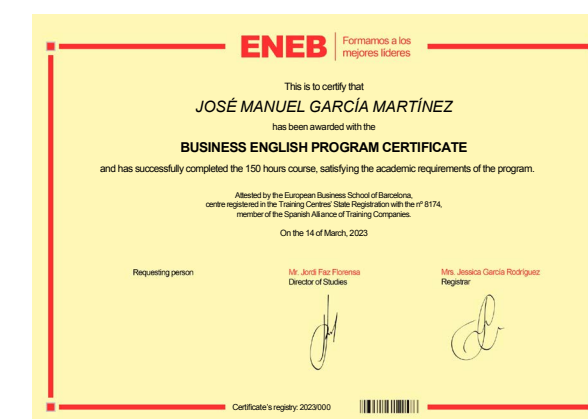 ENEB
Formamos a los
mejores líderes
This is to certify that
JOSÉ MANUEL GARCÍA MARTÍNEZ
has been awarded with the
BUSINESS ENGLISH PROGRAM CERTIFICATE
and has successfully completed the 150 hours course, satisfying the academic requirements of the program.
Attested by the European Business School of Barcelona,
centre registered in the Training Centres' State Registration with the nº 8174,
member of the Spanish Alliance of Training Companies.
On the 14 of March, 2023
Requesting person
Mr. Jordi Faz Florensa
Director of Studies
Mrs. Jessica García Rodríguez
Registrar
Certificate's registry: 2023/000